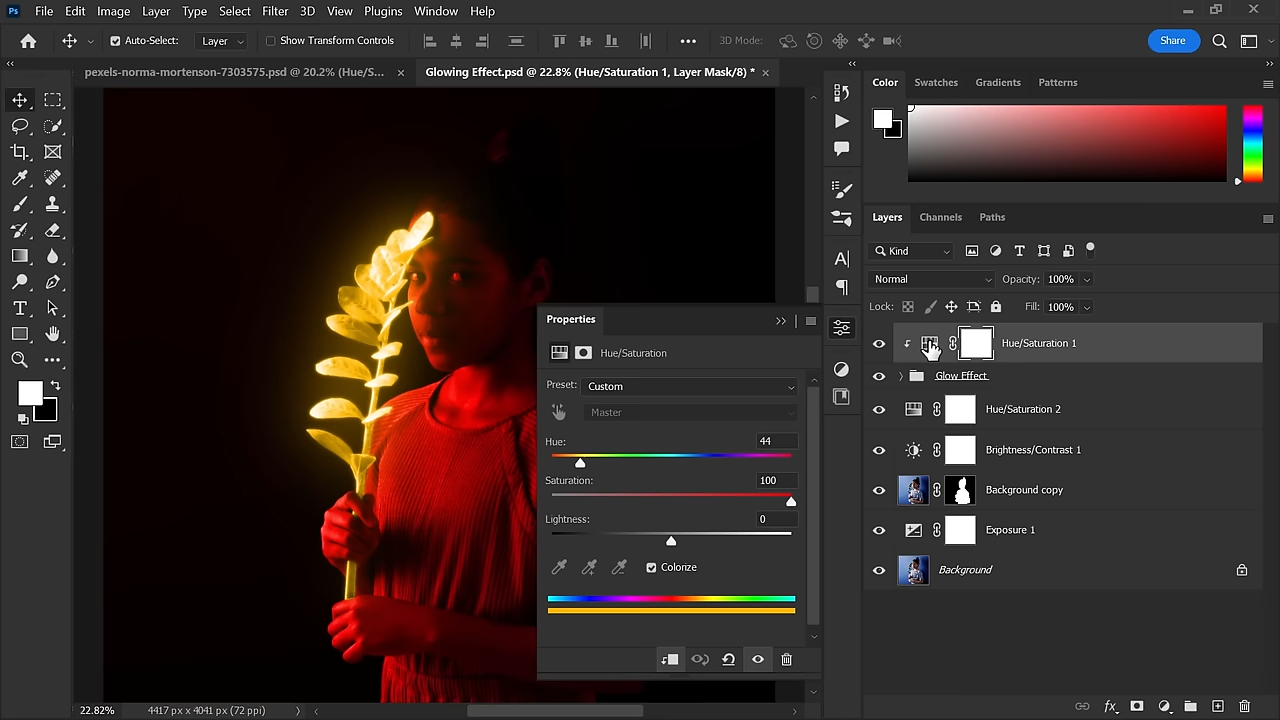 Ps File Edit Image Layer Type Select Filter 3D View Plugins Window Help
Auto-Select: Layer Show Transform Controls 3D Mode: Share
pexels-norma-mortenson-7303575.psd @ 20.2% (Hue/S... × Glowing Effect.psd @ 22.8% (Hue/Saturation 1, Layer Mask/8) * ×
Color Swatches Gradients Patterns
Layers Channels Paths
Kind
Normal Opacity: 100%
Lock: Fill: 100%
Hue/Saturation 1
Glow Effect
Hue/Saturation 2
Brightness/Contrast 1
Background copy
Exposure 1
Background
Properties
Hue/Saturation
Preset: Custom
Master
Hue: 44
Saturation: 100
Lightness: 0
Colorize
22.82% 4417 px x 4041 px (72 ppi)